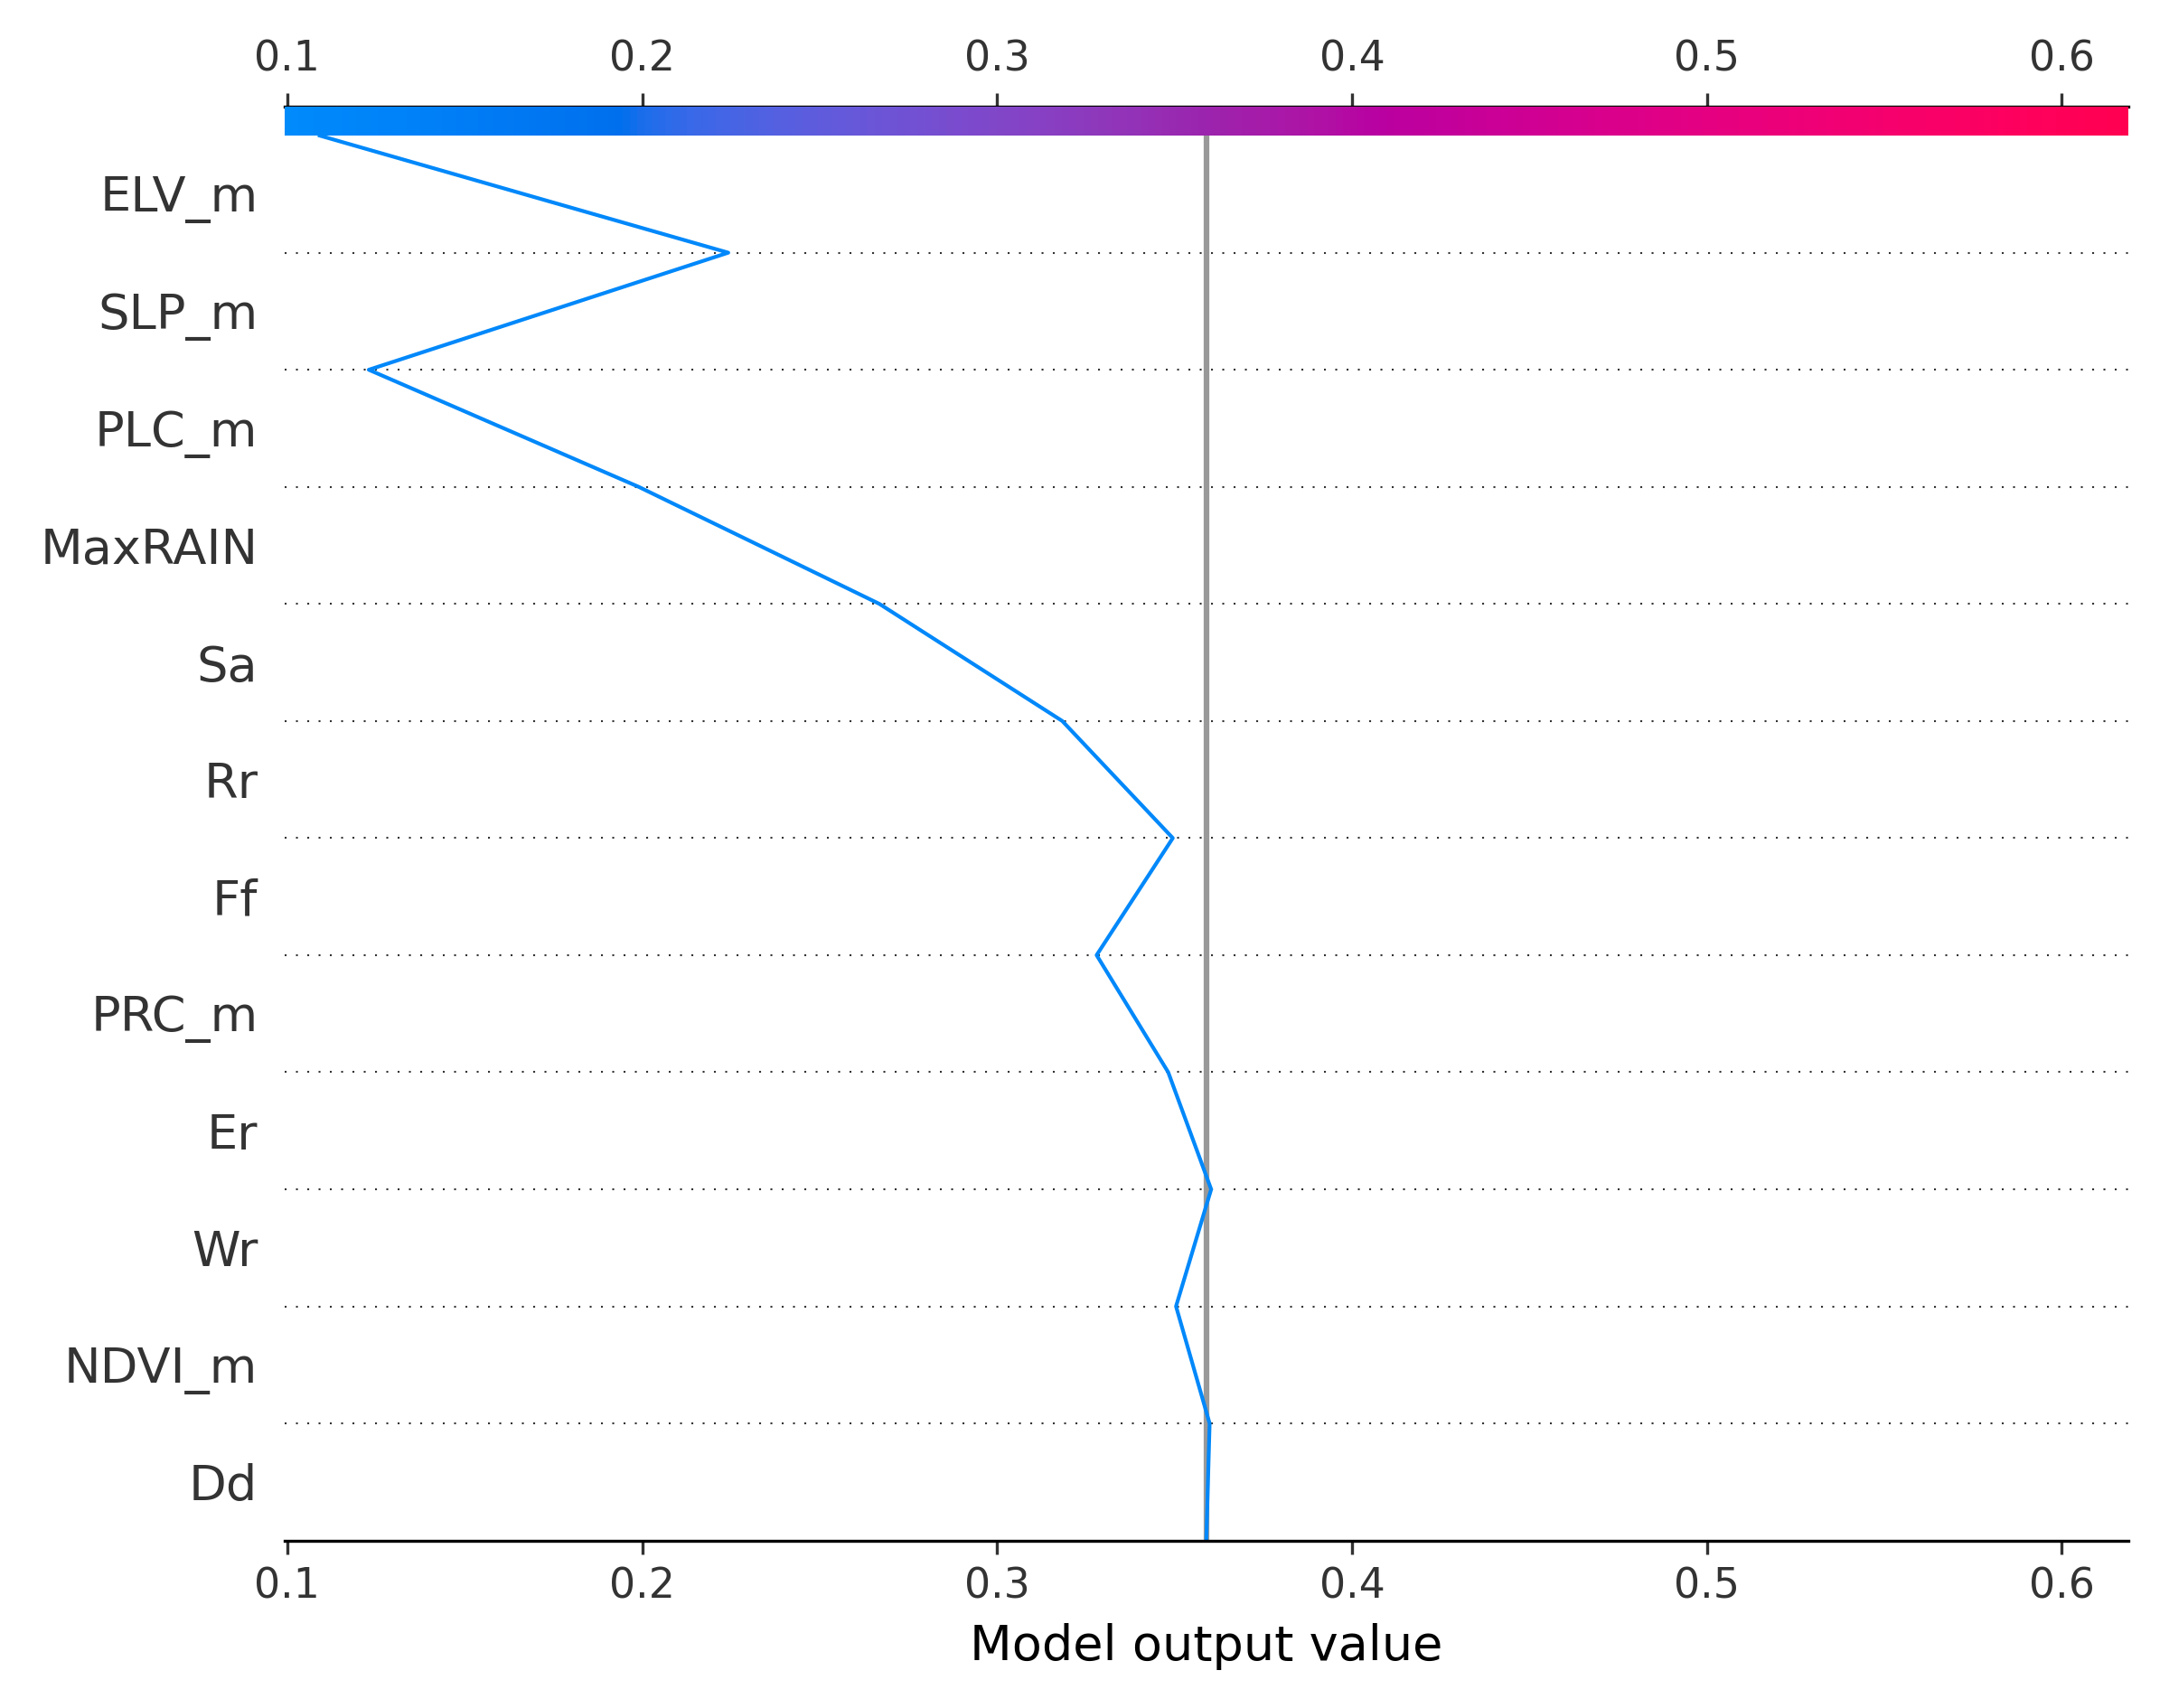 0.1 0.2 0.3 0.4 0.5 0.6
ELV_m
SLP_m
PLC_m
MaxRAIN
Sa
Rr
Ff
PRC_m
Er
Wr
NDVI_m
Dd
0.1 0.2 0.3 0.4 0.5 0.6
Model output value